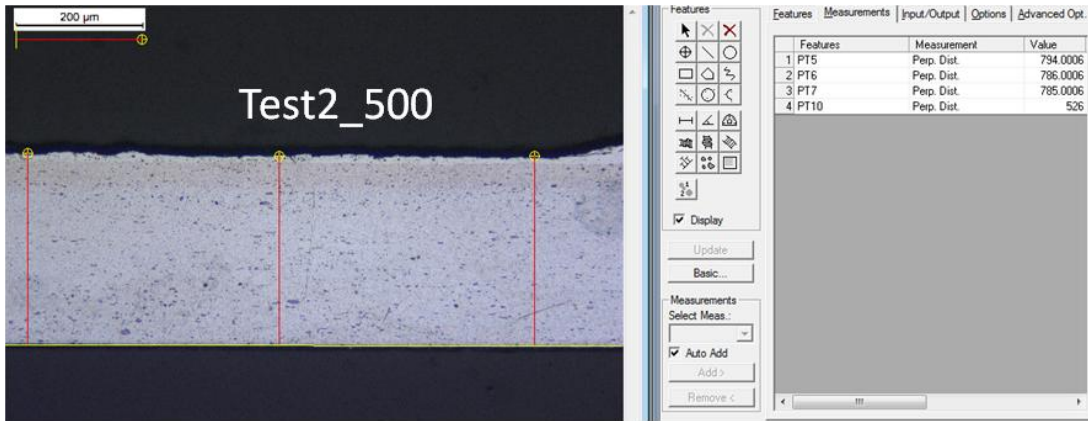 200 µm
Test2_500
Features
Display
Update
Basic...
Measurements
Select Meas.:
Auto Add
Add >
Remove <
Features Measurements Input/Output Options Advanced Opt.
Features Measurement Value
1 PT5 Perp. Dist. 794.0006
2 PT6 Perp. Dist. 786.0006
3 PT7 Perp. Dist. 785.0006
4 PT10 Perp. Dist. 526